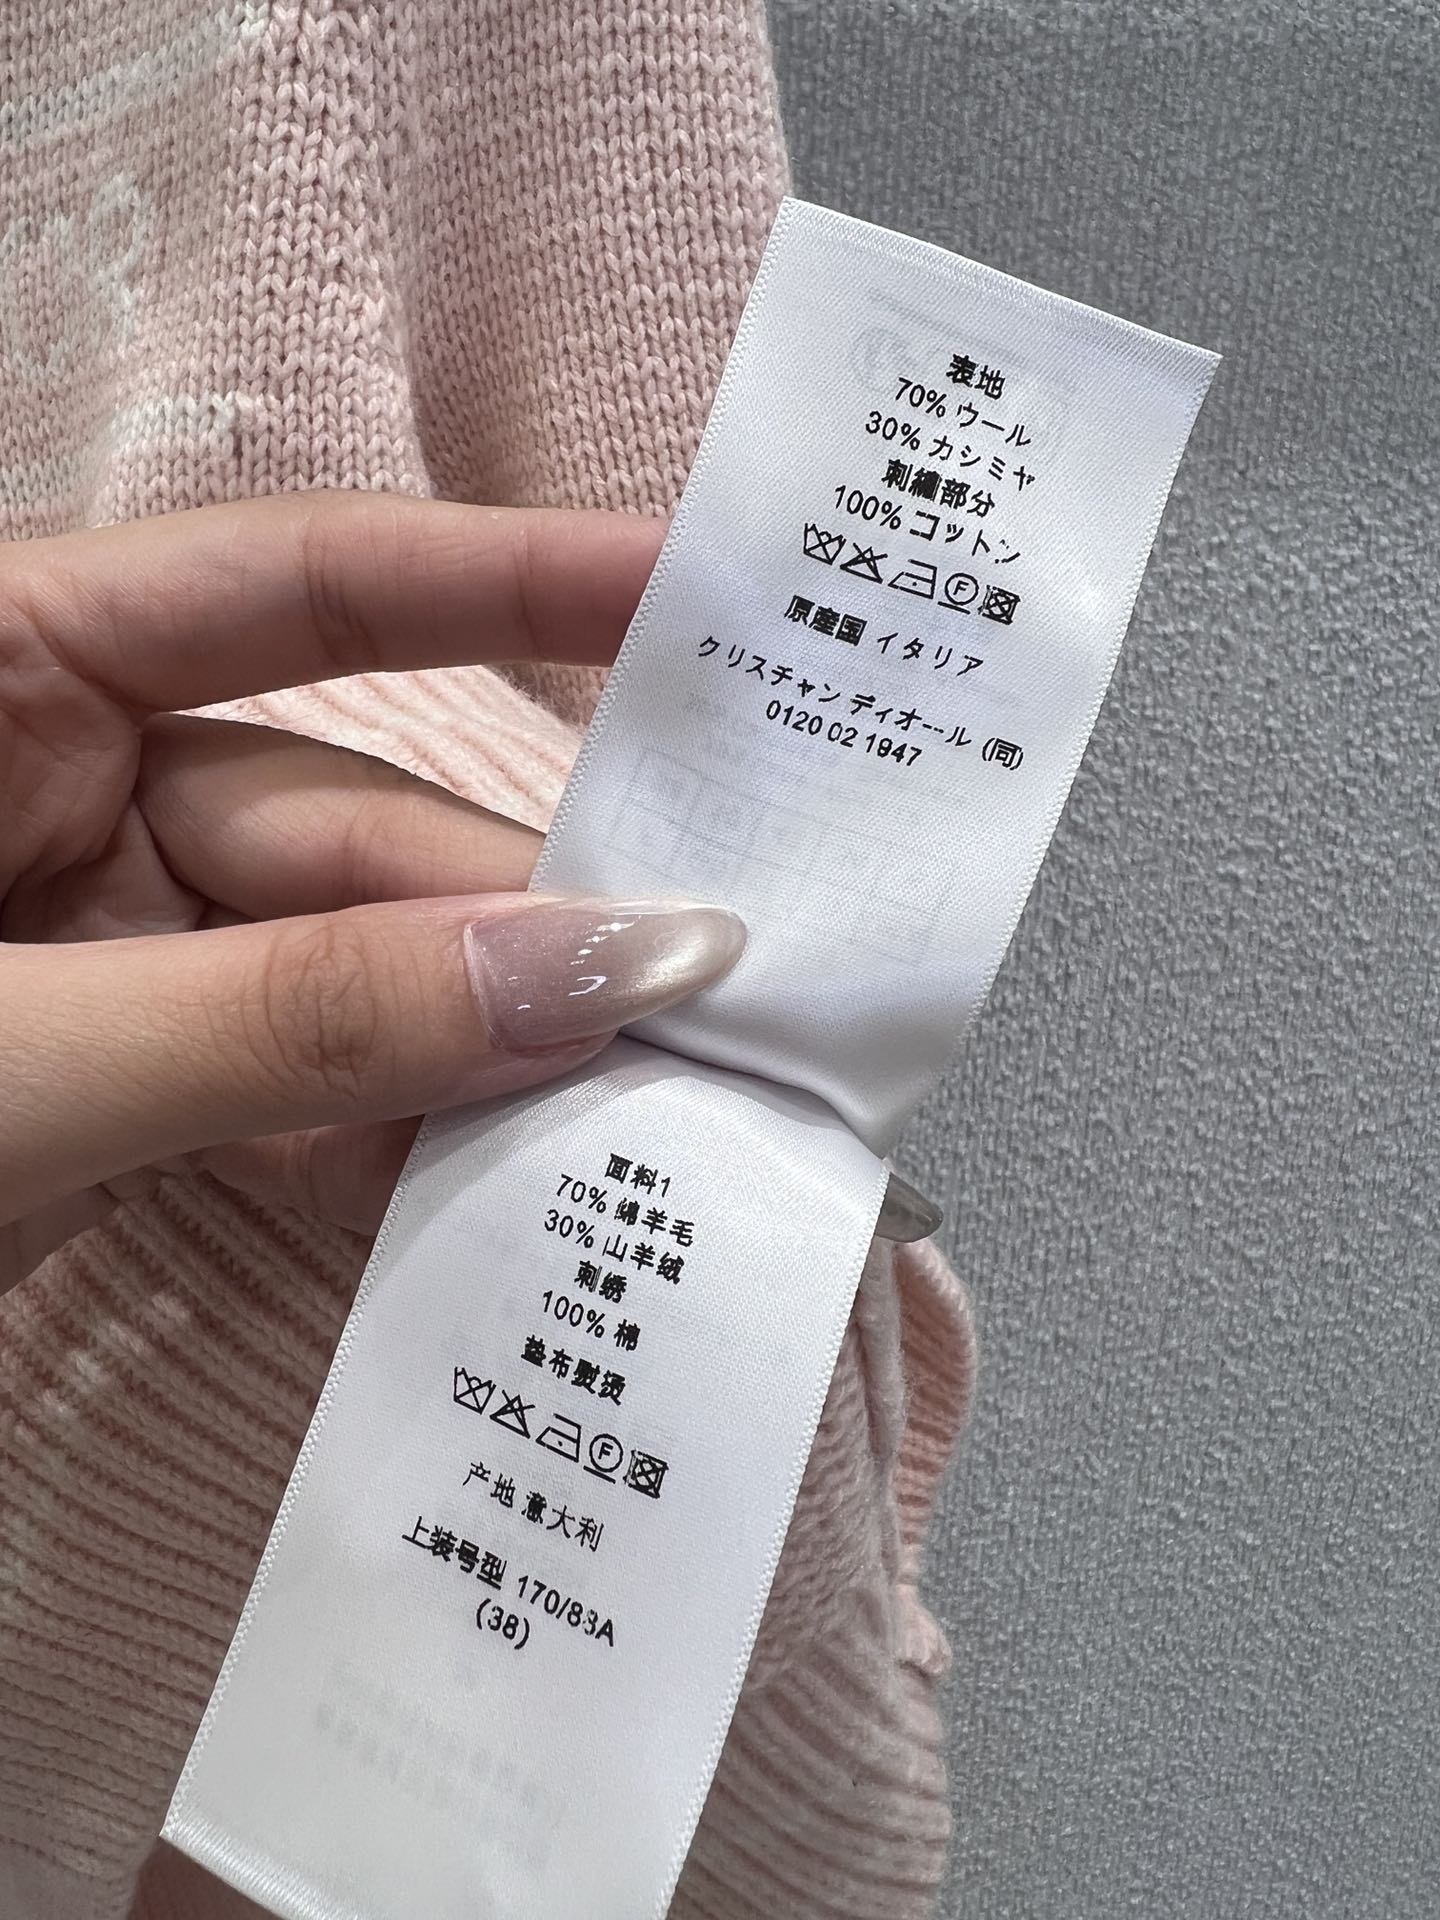 表地
70% ウール
30% カシミヤ
刺繍部分
100% コットン
F
原産国 イタリア
クリスチャン ディオール (同)
0120 02 1947
面料1
70% 绵羊毛
30% 山羊绒
刺绣
100% 棉
垫布熨烫
F
产地 意大利
上装号型 170/88A
(38)